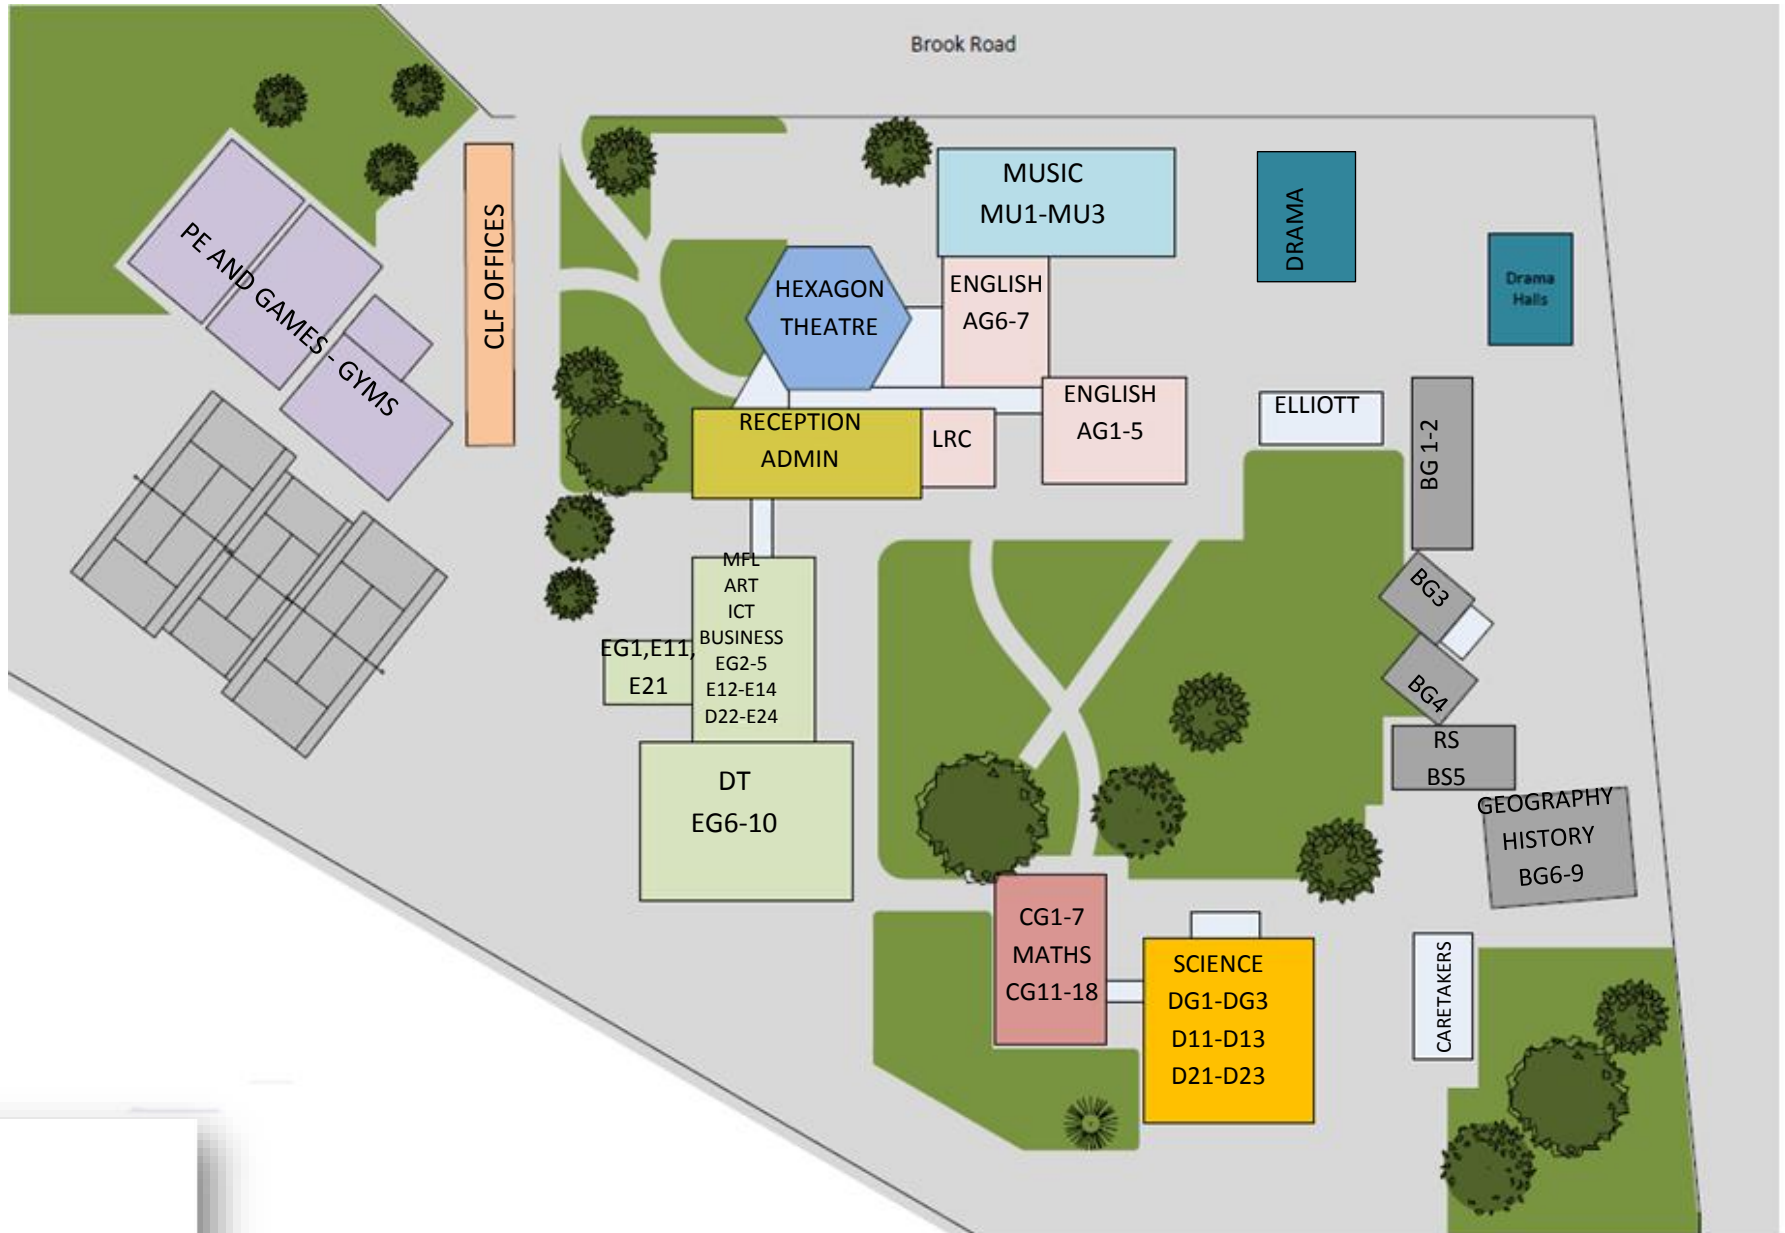 Brook Road
MUSIC
MU1-MU3
DRAMA
PE AND GAMES - GYMS
CLF OFFICES
HEXAGON
THEATRE
ENGLISH
AG6-7
Drama
Halls
RECEPTION
ADMIN
LRC
ENGLISH
AG1-5
ELLIOTT
BG 1-2
MFL
ART
ICT
BUSINESS
EG2-5
E12-E14
D22-E24
EG1,E11,
E21
BG3
BG4
RS
BS5
DT
EG6-10
GEOGRAPHY
HISTORY
BG6-9
CG1-7
MATHS
CG11-18
SCIENCE
DG1-DG3
D11-D13
D21-D23
CARETAKERS